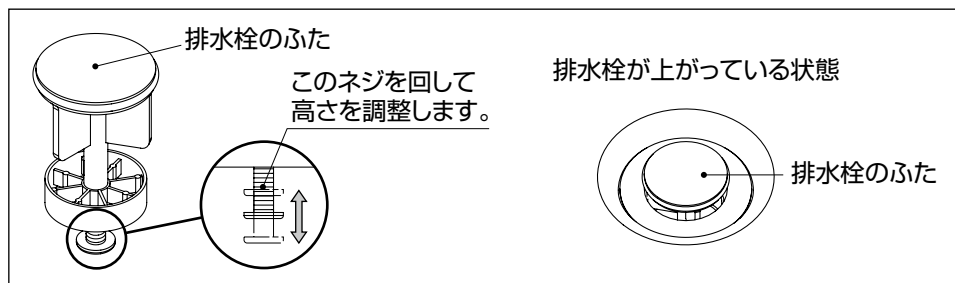 排水栓のふた
このネジを回して
高さを調整します。
排水栓が上がっている状態
排水栓のふた